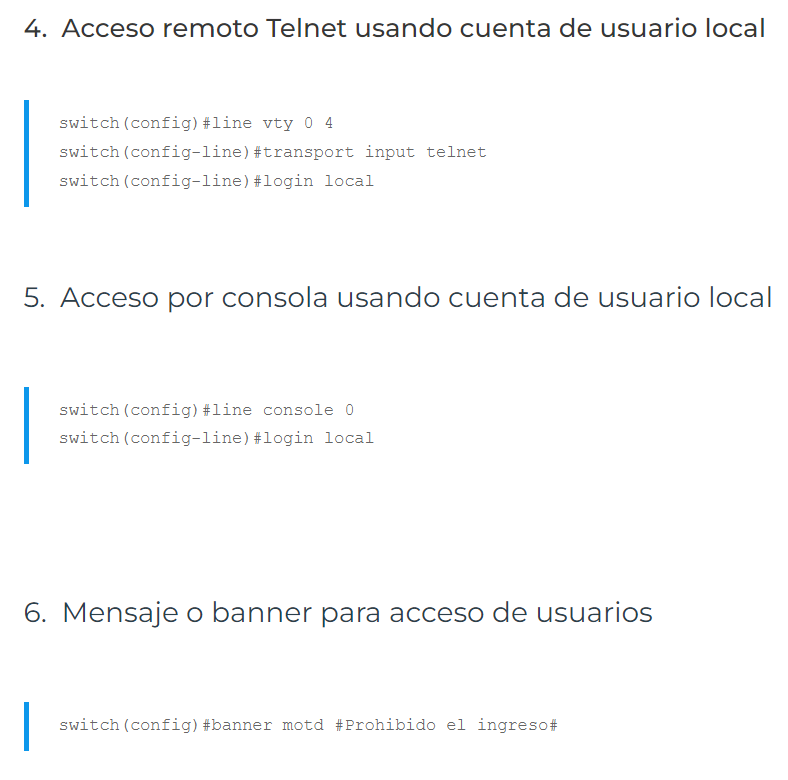 4. Acceso remoto Telnet usando cuenta de usuario local
switch(config)#line vty 0 4
switch(config-line)#transport input telnet
switch(config-line)#login local
5. Acceso por consola usando cuenta de usuario local
switch(config)#line console 0
switch(config-line)#login local
6. Mensaje o banner para acceso de usuarios
switch(config)#banner motd #Prohibido el ingreso#